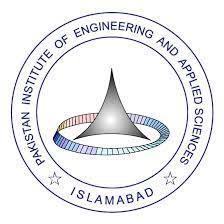 PAKISTAN INSTITUTE OF ENGINEERING AND APPLIED SCIENCES
ISLAMABAD